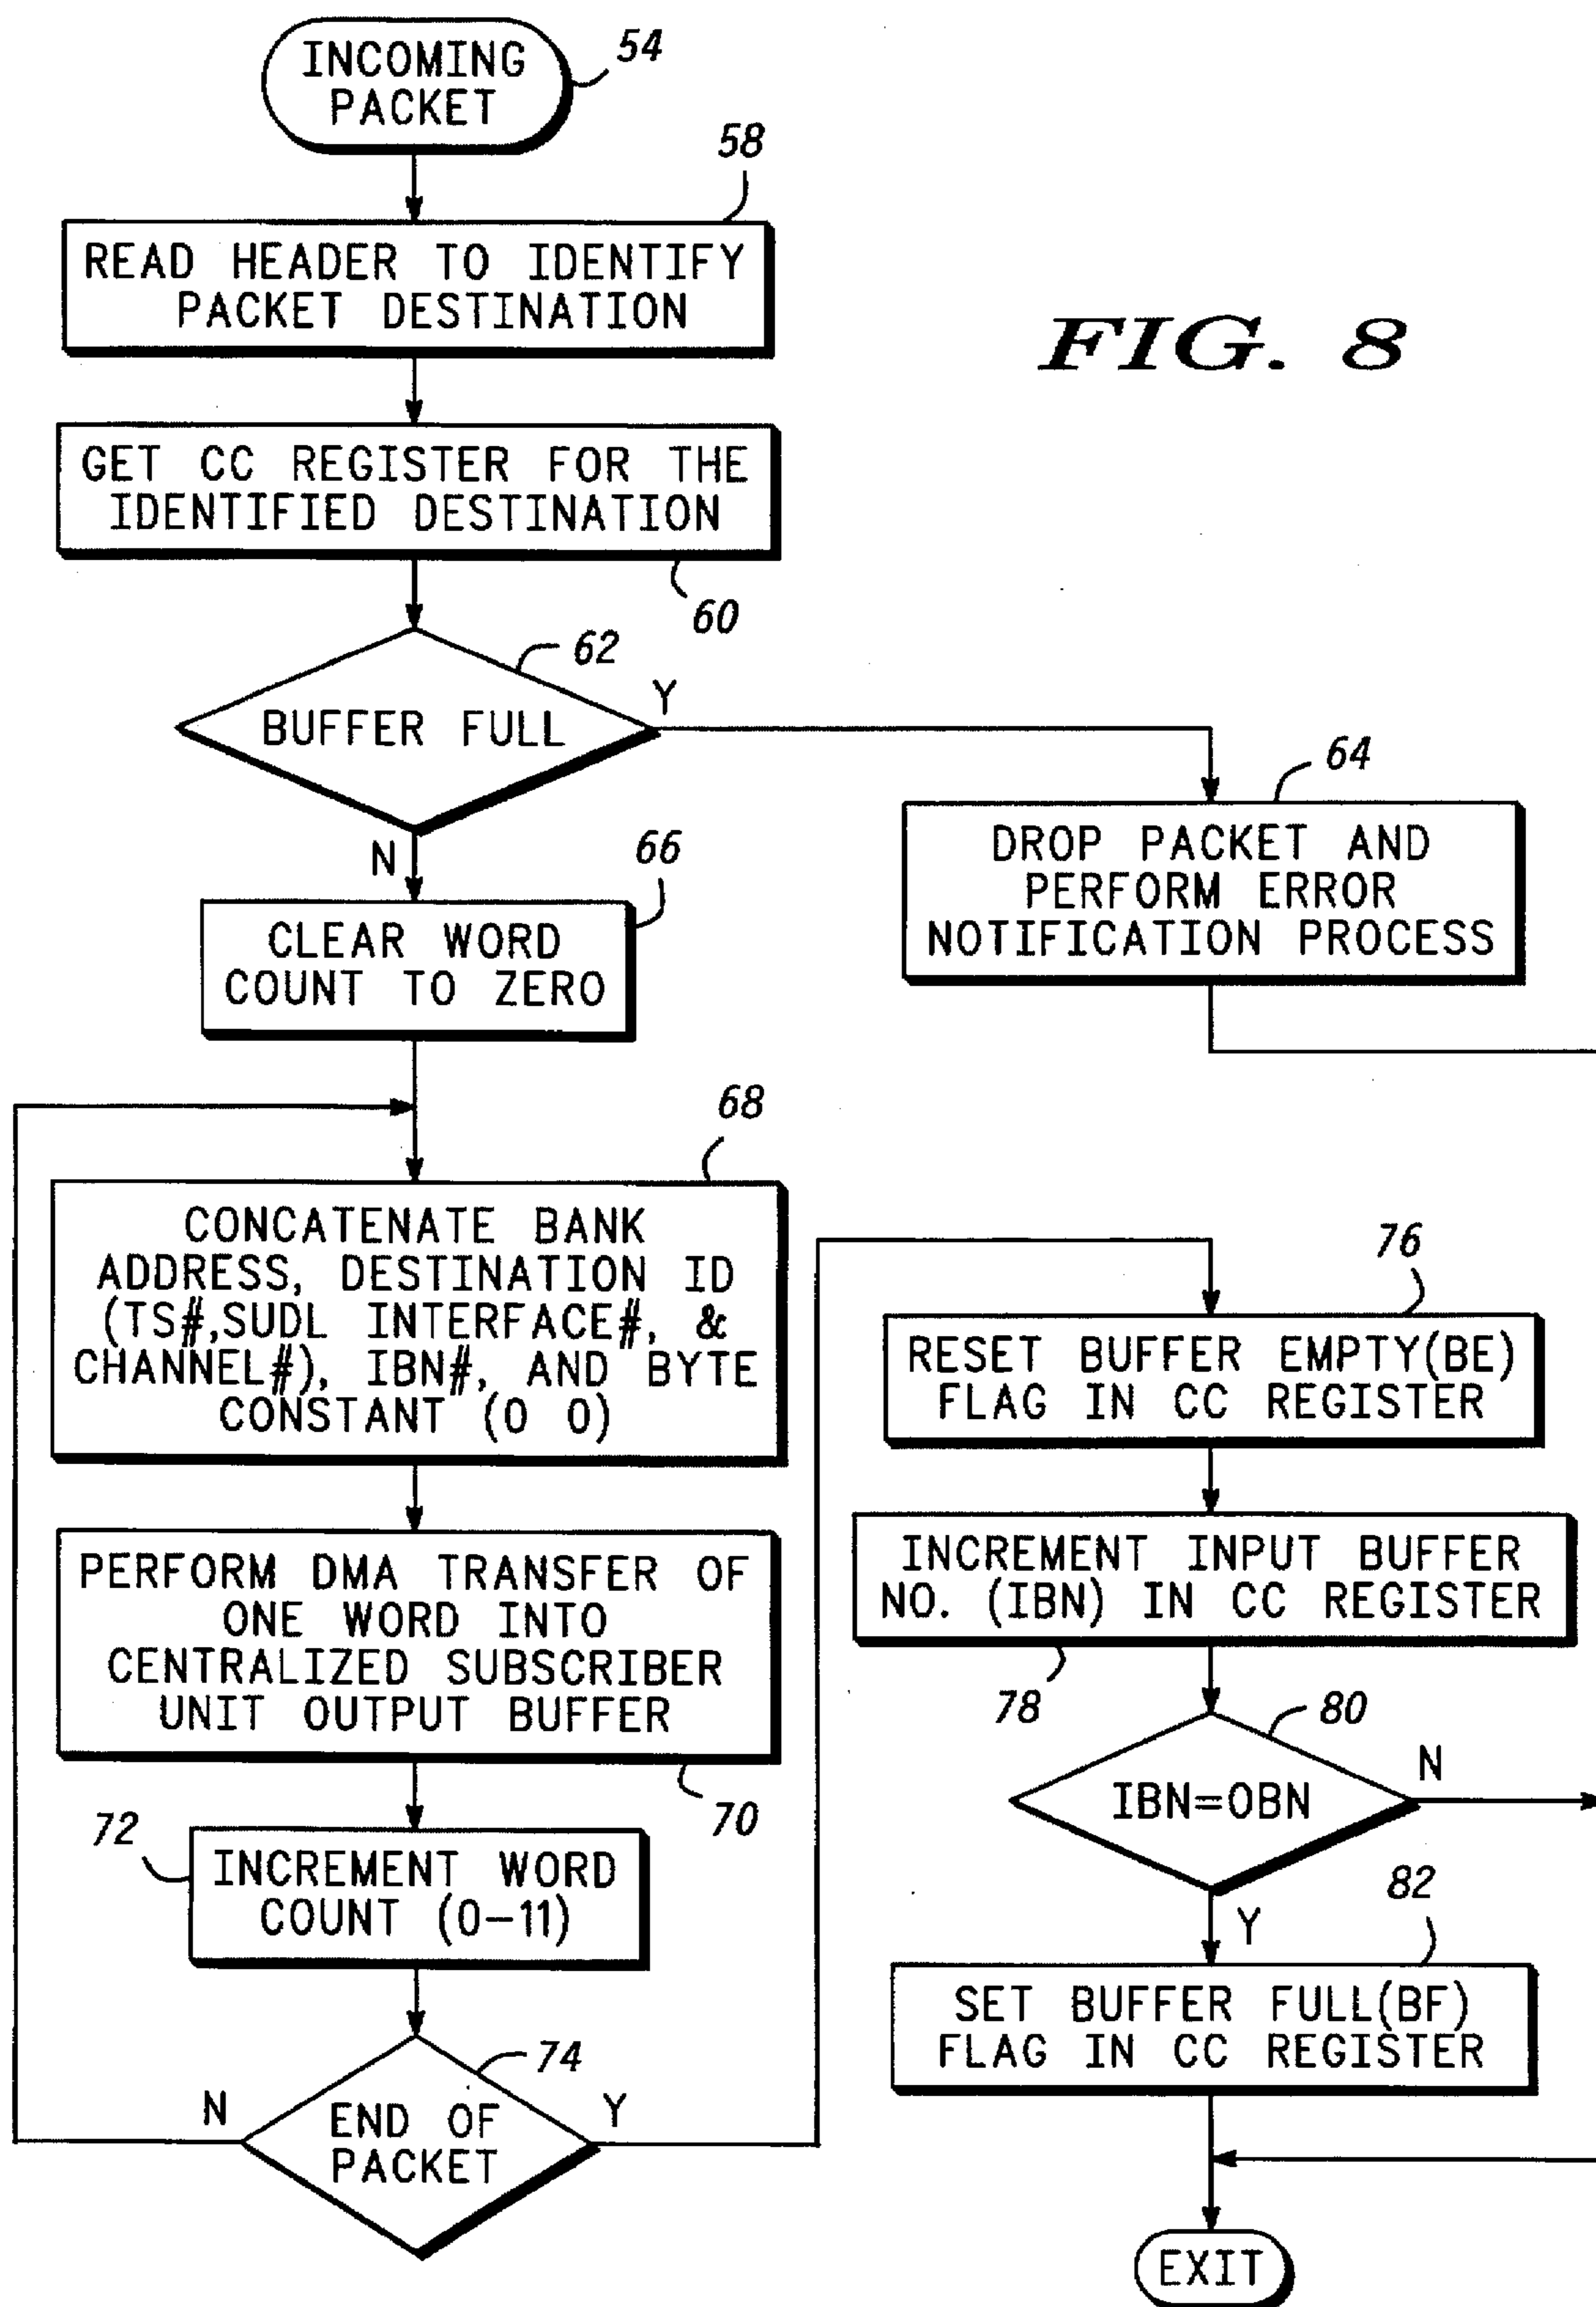 INCOMING
PACKET
54
58
READ HEADER TO IDENTIFY
PACKET DESTINATION
FIG. 8
GET CC REGISTER FOR THE
IDENTIFIED DESTINATION
60
62
BUFFER FULL
Y
N
64
DROP PACKET AND
PERFORM ERROR
NOTIFICATION PROCESS
66
CLEAR WORD
COUNT TO ZERO
68
CONCATENATE BANK
ADDRESS, DESTINATION ID
(TS#,SUDL INTERFACE#, &
CHANNEL#), IBN#, AND BYTE
CONSTANT (0 0)
PERFORM DMA TRANSFER OF
ONE WORD INTO
CENTRALIZED SUBSCRIBER
UNIT OUTPUT BUFFER
70
72
INCREMENT WORD
COUNT (0-11)
74
END OF
PACKET
N
Y
76
RESET BUFFER EMPTY(BE)
FLAG IN CC REGISTER
INCREMENT INPUT BUFFER
NO. (IBN) IN CC REGISTER
78
80
IBN=OBN
N
Y
82
SET BUFFER FULL(BF)
FLAG IN CC REGISTER
EXIT